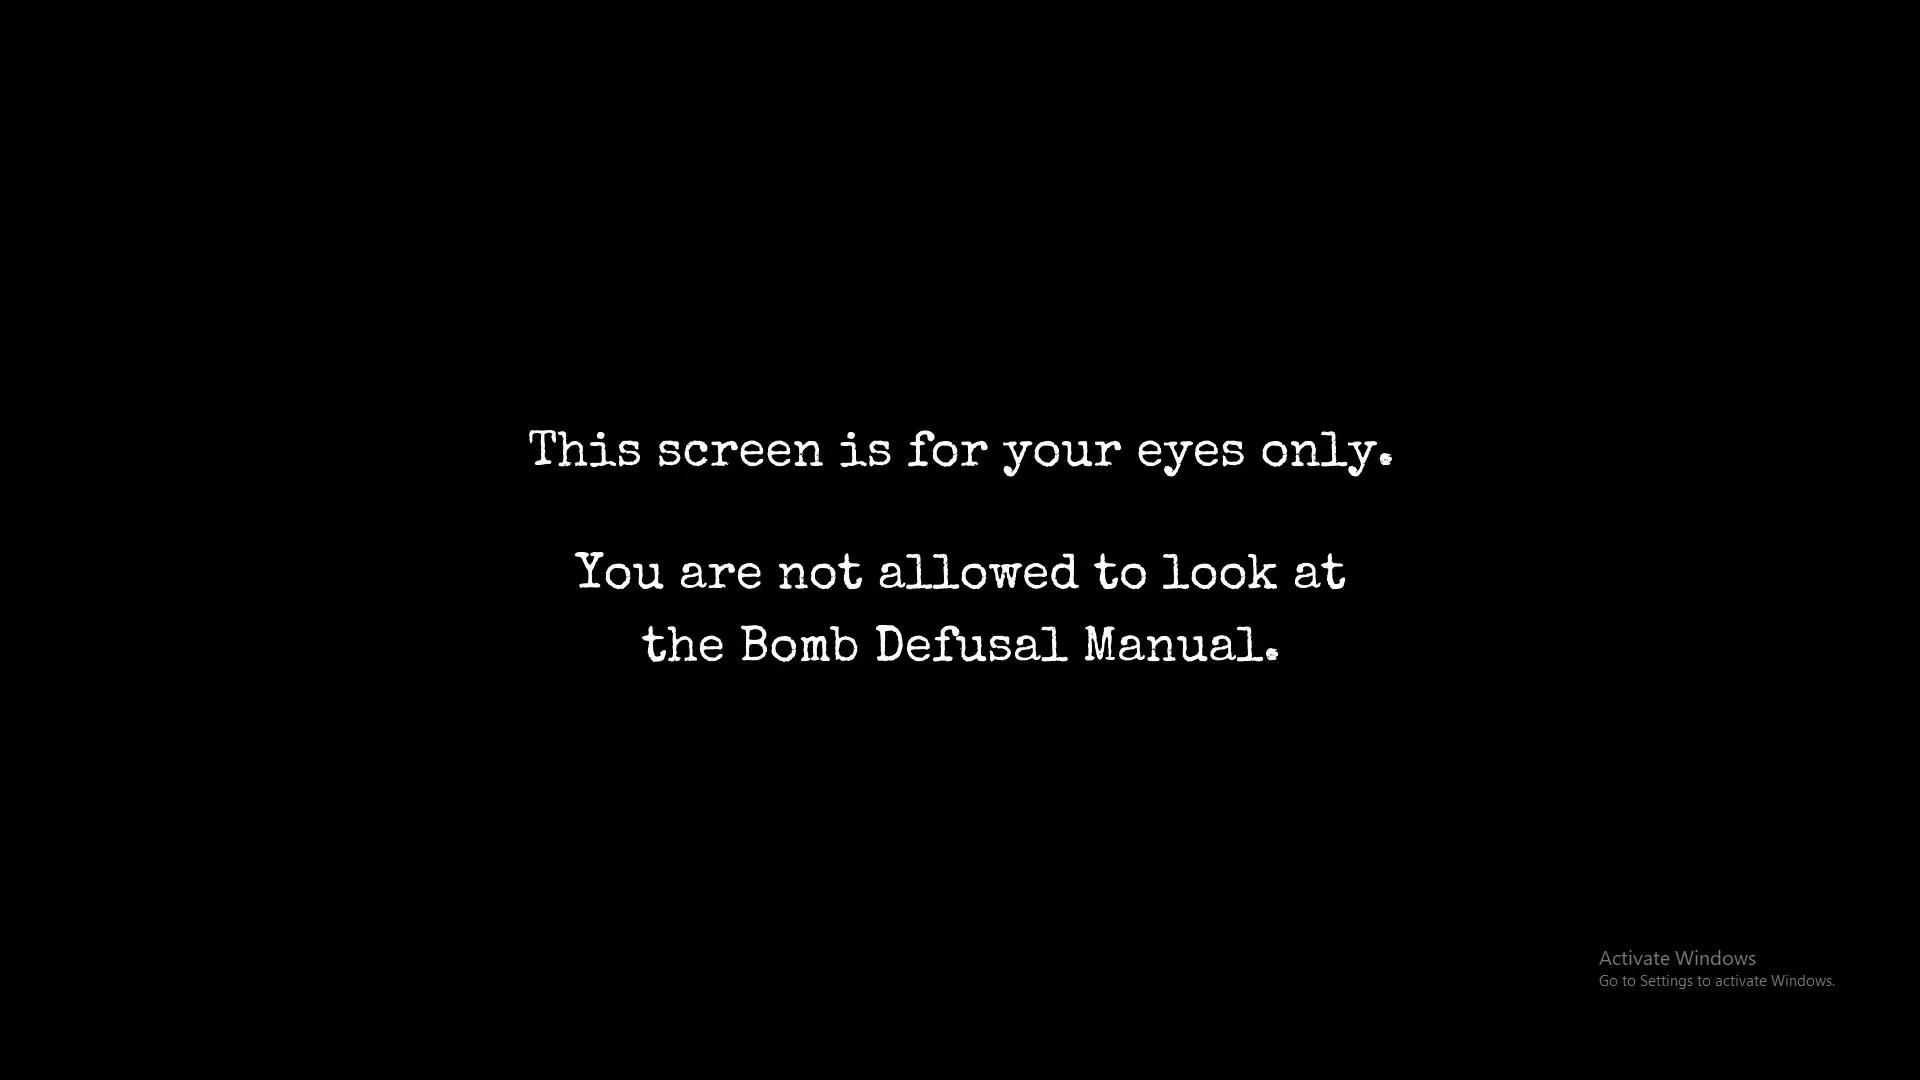 This screen is for your eyes only.
You are not allowed to look at
the Bomb Defusal Manual.
Activate Windows
Go to Settings to activate Windows.